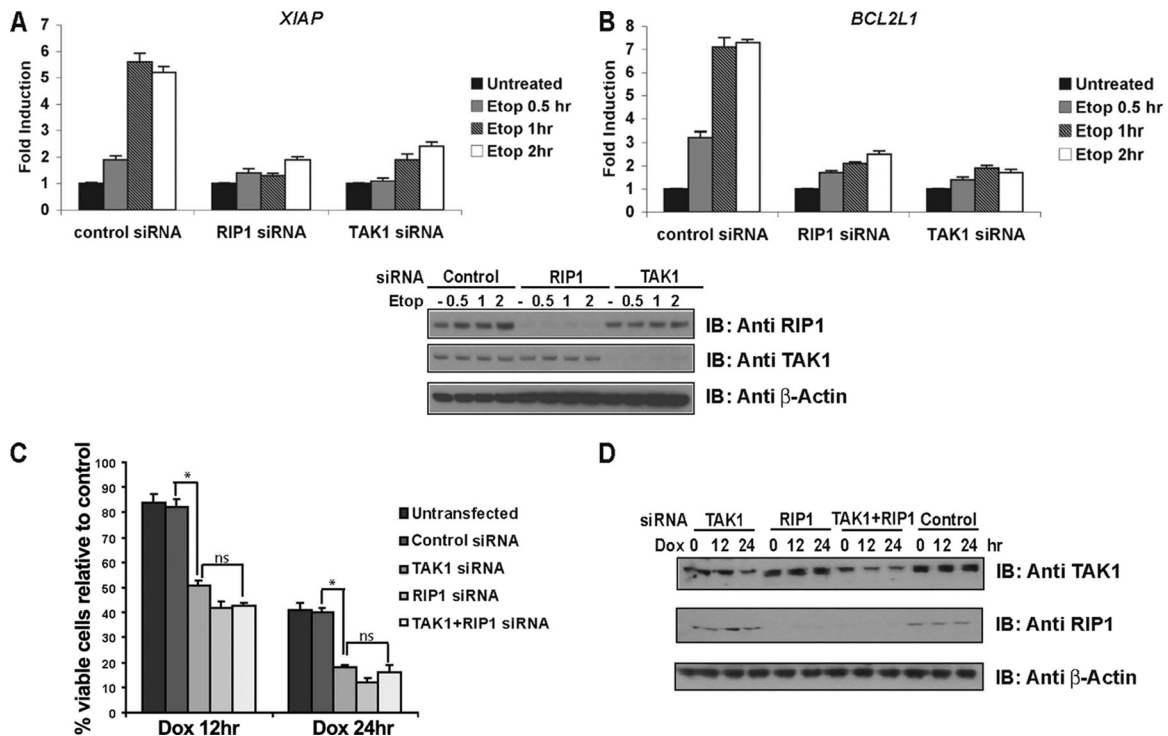 A
XIAP
Fold Induction
7
6
5
4
3
2
1
0
control siRNA
RIP1 siRNA
TAK1 siRNA
Untreated
Etop 0.5 hr
Etop 1hr
Etop 2hr
B
BCL2L1
Fold Induction
8
7
6
5
4
3
2
1
0
control siRNA
RIP1 siRNA
TAK1 siRNA
Untreated
Etop 0.5 hr
Etop 1hr
Etop 2hr
siRNA Control RIP1 TAK1
Etop - 0.5 1 2 - 0.5 1 2 - 0.5 1 2
IB: Anti RIP1
IB: Anti TAK1
IB: Anti β-Actin
C
% viable cells relative to control
100
90
80
70
60
50
40
30
20
10
0
*
ns
*
ns
Dox 12hr
Dox 24hr
Untransfected
Control siRNA
TAK1 siRNA
RIP1 siRNA
TAK1+RIP1 siRNA
D
siRNA TAK1 RIP1 TAK1+RIP1 Control
Dox 0 12 24 0 12 24 0 12 24 0 12 24 hr
IB: Anti TAK1
IB: Anti RIP1
IB: Anti β-Actin